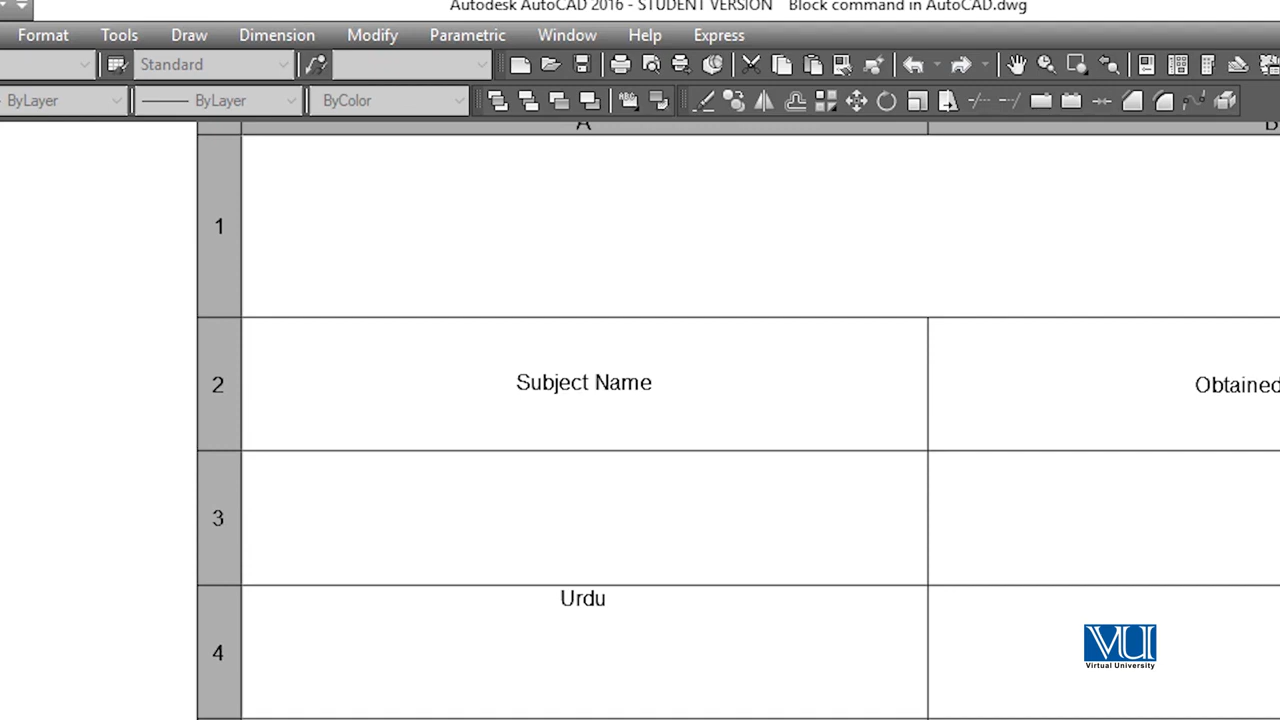 Autodesk AutoCAD 2016 - STUDENT VERSION Block command in AutoCAD.dwg
Format Tools Draw Dimension Modify Parametric Window Help Express
Standard
ByLayer ByLayer ByColor
A B
1
2 Subject Name Obtained
3
Urdu
4
VU
Virtual University